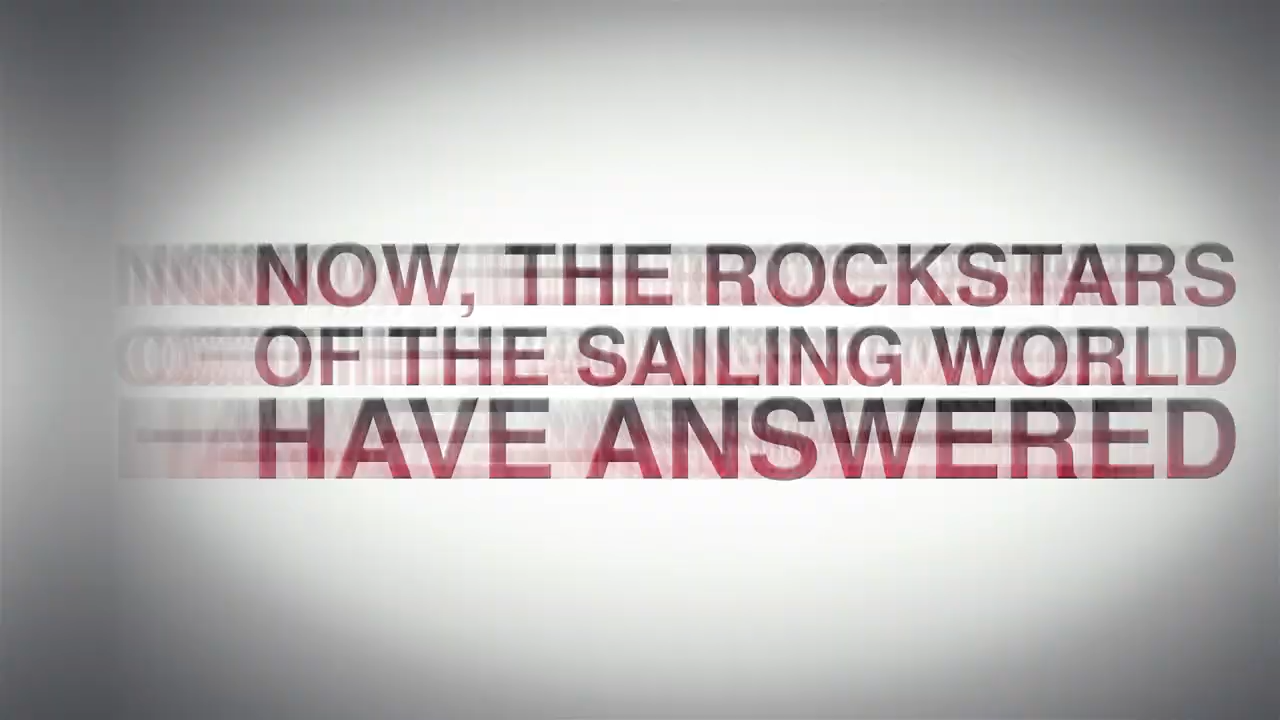 NOW, THE ROCKSTARS
OF THE SAILING WORLD
HAVE ANSWERED